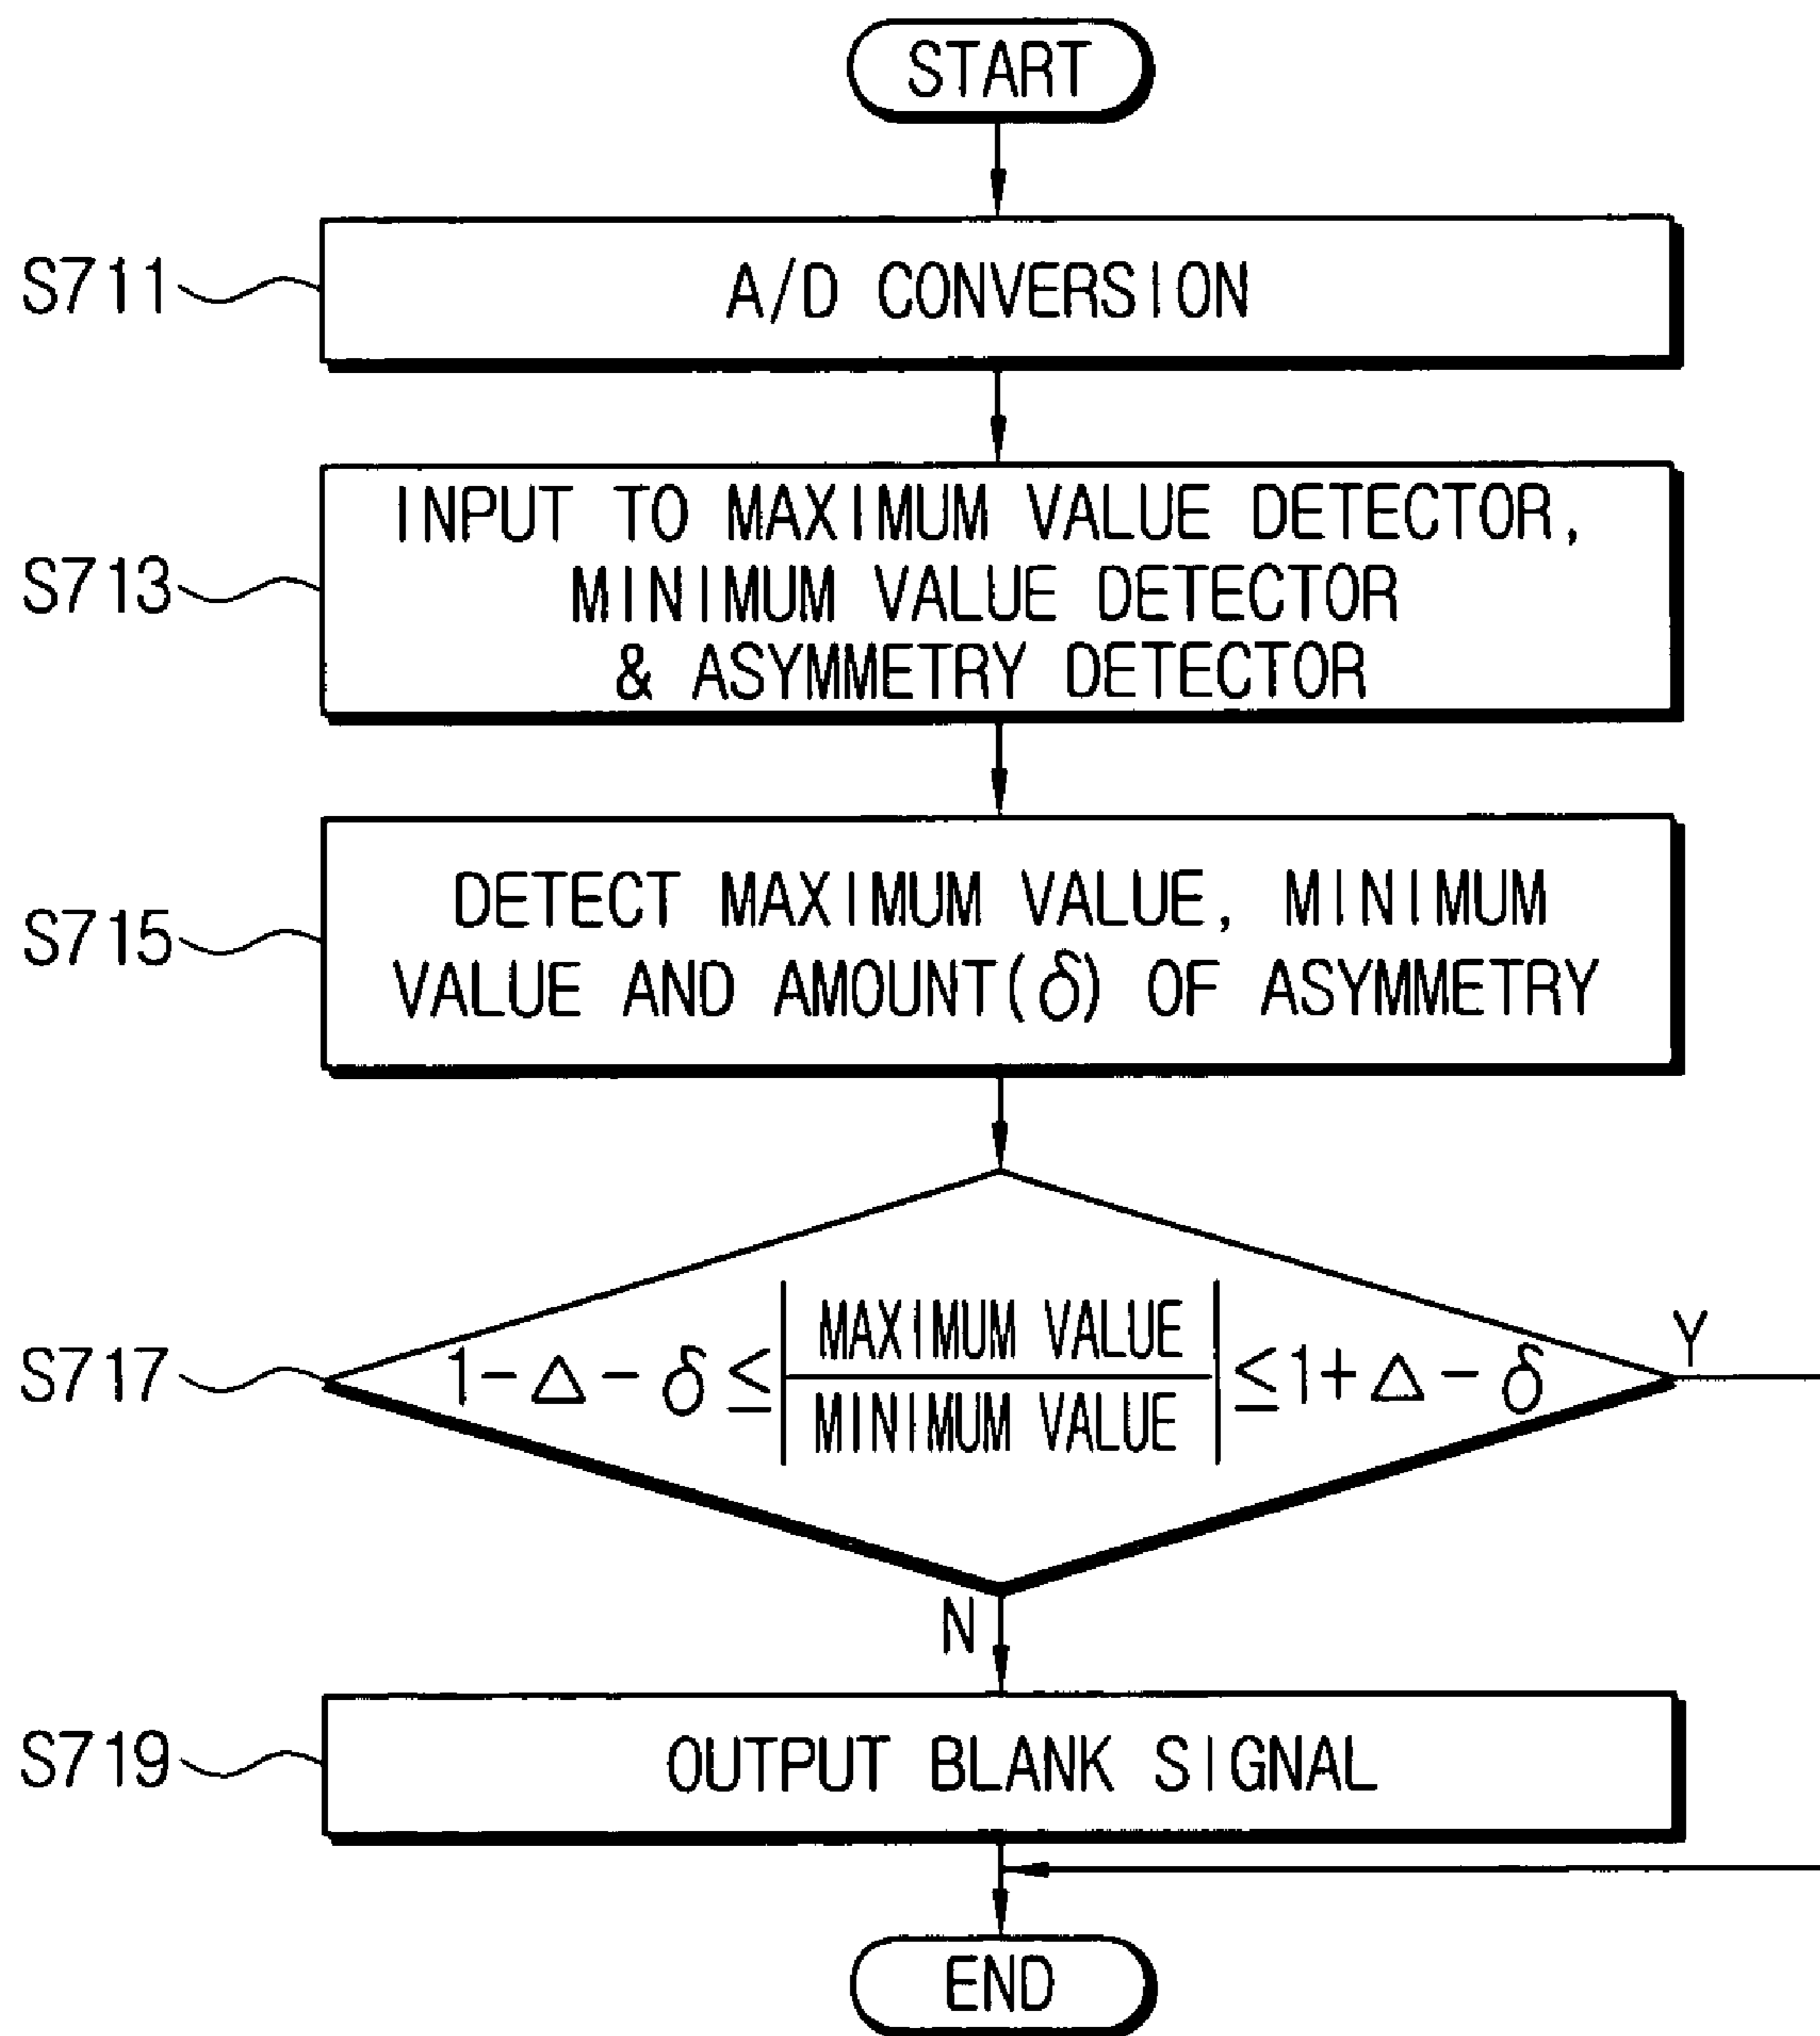 START
S711
A/D CONVERSION
S713
INPUT TO MAXIMUM VALUE DETECTOR,
MINIMUM VALUE DETECTOR
& ASYMMETRY DETECTOR
S715
DETECT MAXIMUM VALUE, MINIMUM
VALUE AND AMOUNT(δ) OF ASYMMETRY
S717
1-△-δ ≤ |MAXIMUM VALUE / MINIMUM VALUE| ≤ 1+△-δ
Y
N
S719
OUTPUT BLANK SIGNAL
END